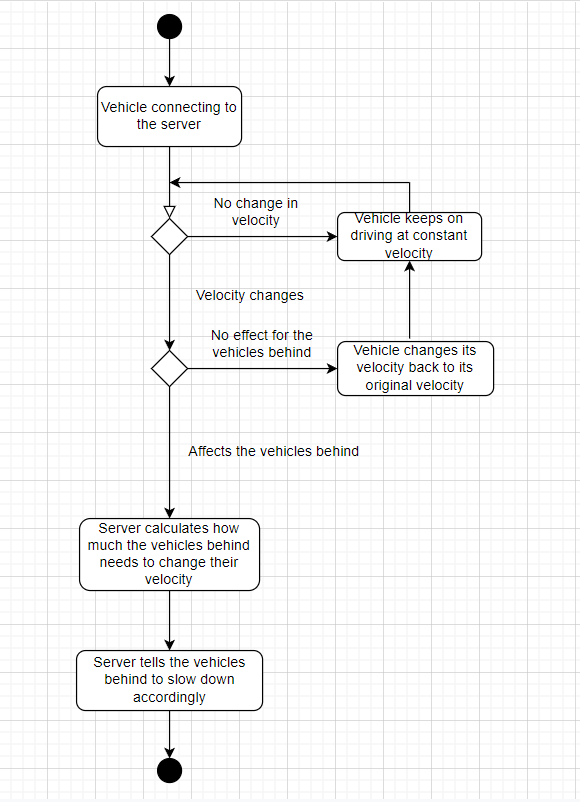 Vehicle connecting to
the server
No change in
velocity
Vehicle keeps on
driving at constant
velocity
Velocity changes
No effect for the
vehicles behind
Vehicle changes its
velocity back to its
original velocity
Affects the vehicles behind
Server calculates how
much the vehicles behind
needs to change their
velocity
Server tells the vehicles
behind to slow down
accordingly